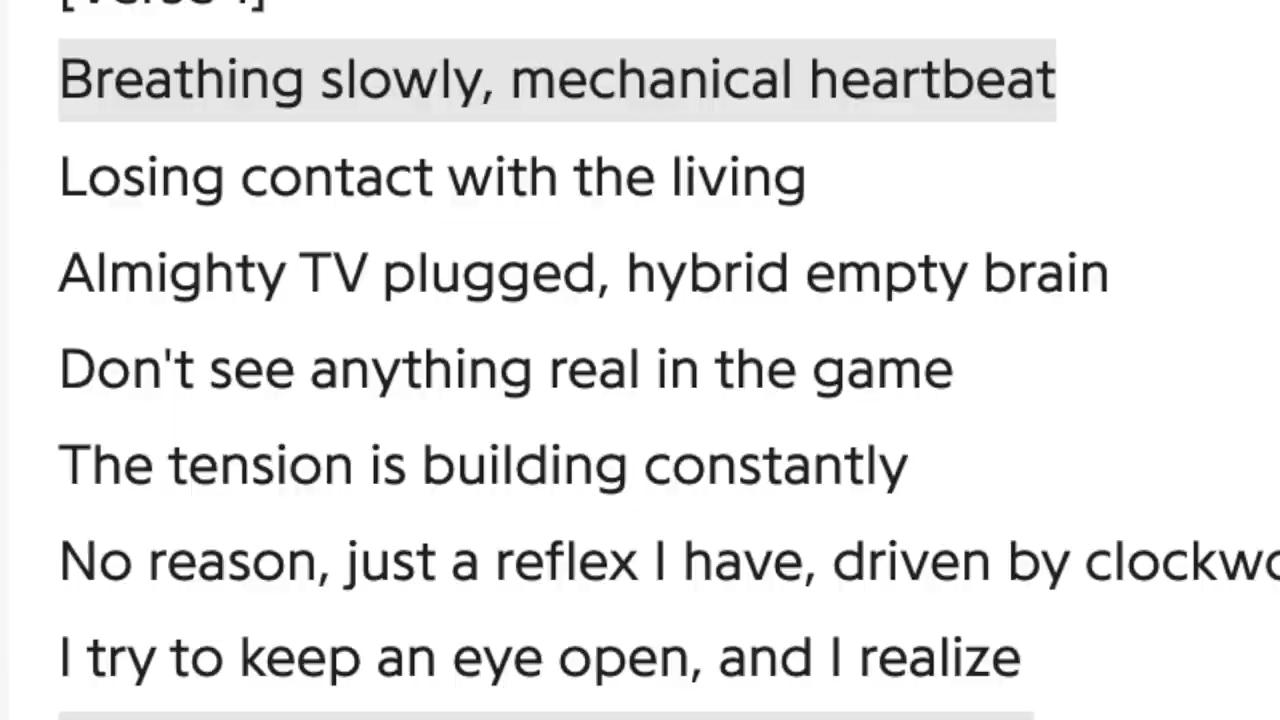 Breathing slowly, mechanical heartbeat
Losing contact with the living
Almighty TV plugged, hybrid empty brain
Don't see anything real in the game
The tension is building constantly
No reason, just a reflex I have, driven by
I try to keep an eye open, and I realize